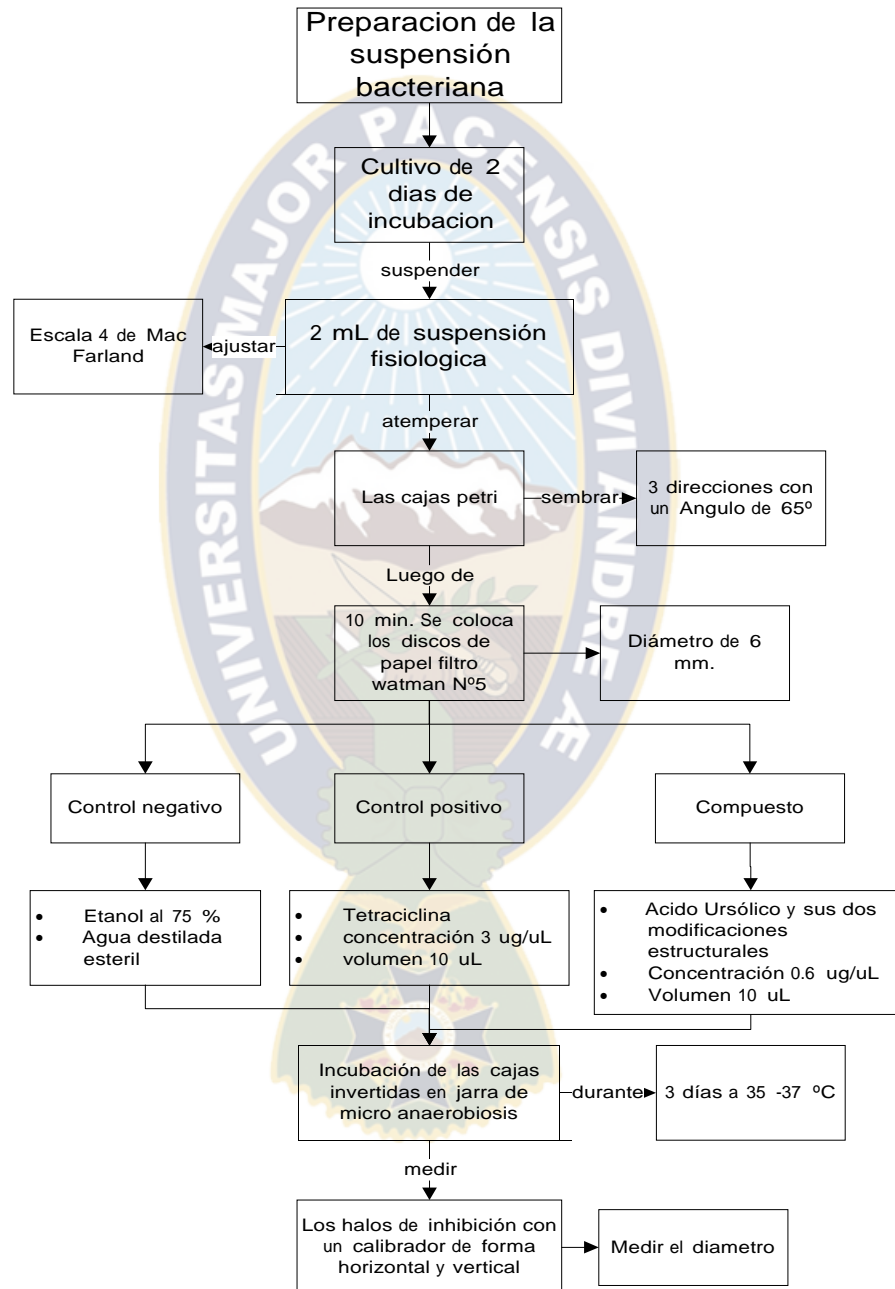 Preparacion de la
suspensión
bacteriana
UNIVERSITAS MAJOR PACENSIS DIVI ANDRE Æ
Cultivo de 2
dias de
incubacion
suspender
Escala 4 de Mac
Farland
ajustar
2 mL de suspensión
fisiologica
atemperar
Las cajas petri
sembrar
3 direcciones con
un Angulo de 65º
Luego de
10 min. Se coloca
los discos de
papel filtro
watman Nº5
Diámetro de 6
mm.
Control negativo
Control positivo
Compuesto
• Etanol al 75 %
• Agua destilada
esteril
• Tetraciclina
• concentración 3 ug/uL
• volumen 10 uL
• Acido Ursólico y sus dos
modificaciones
estructurales
• Concentración 0.6 ug/uL
• Volumen 10 uL
Incubación de las cajas
invertidas en jarra de
micro anaerobiosis
durante
3 días a 35 -37 ºC
medir
Los halos de inhibición con
un calibrador de forma
horizontal y vertical
Medir el diametro